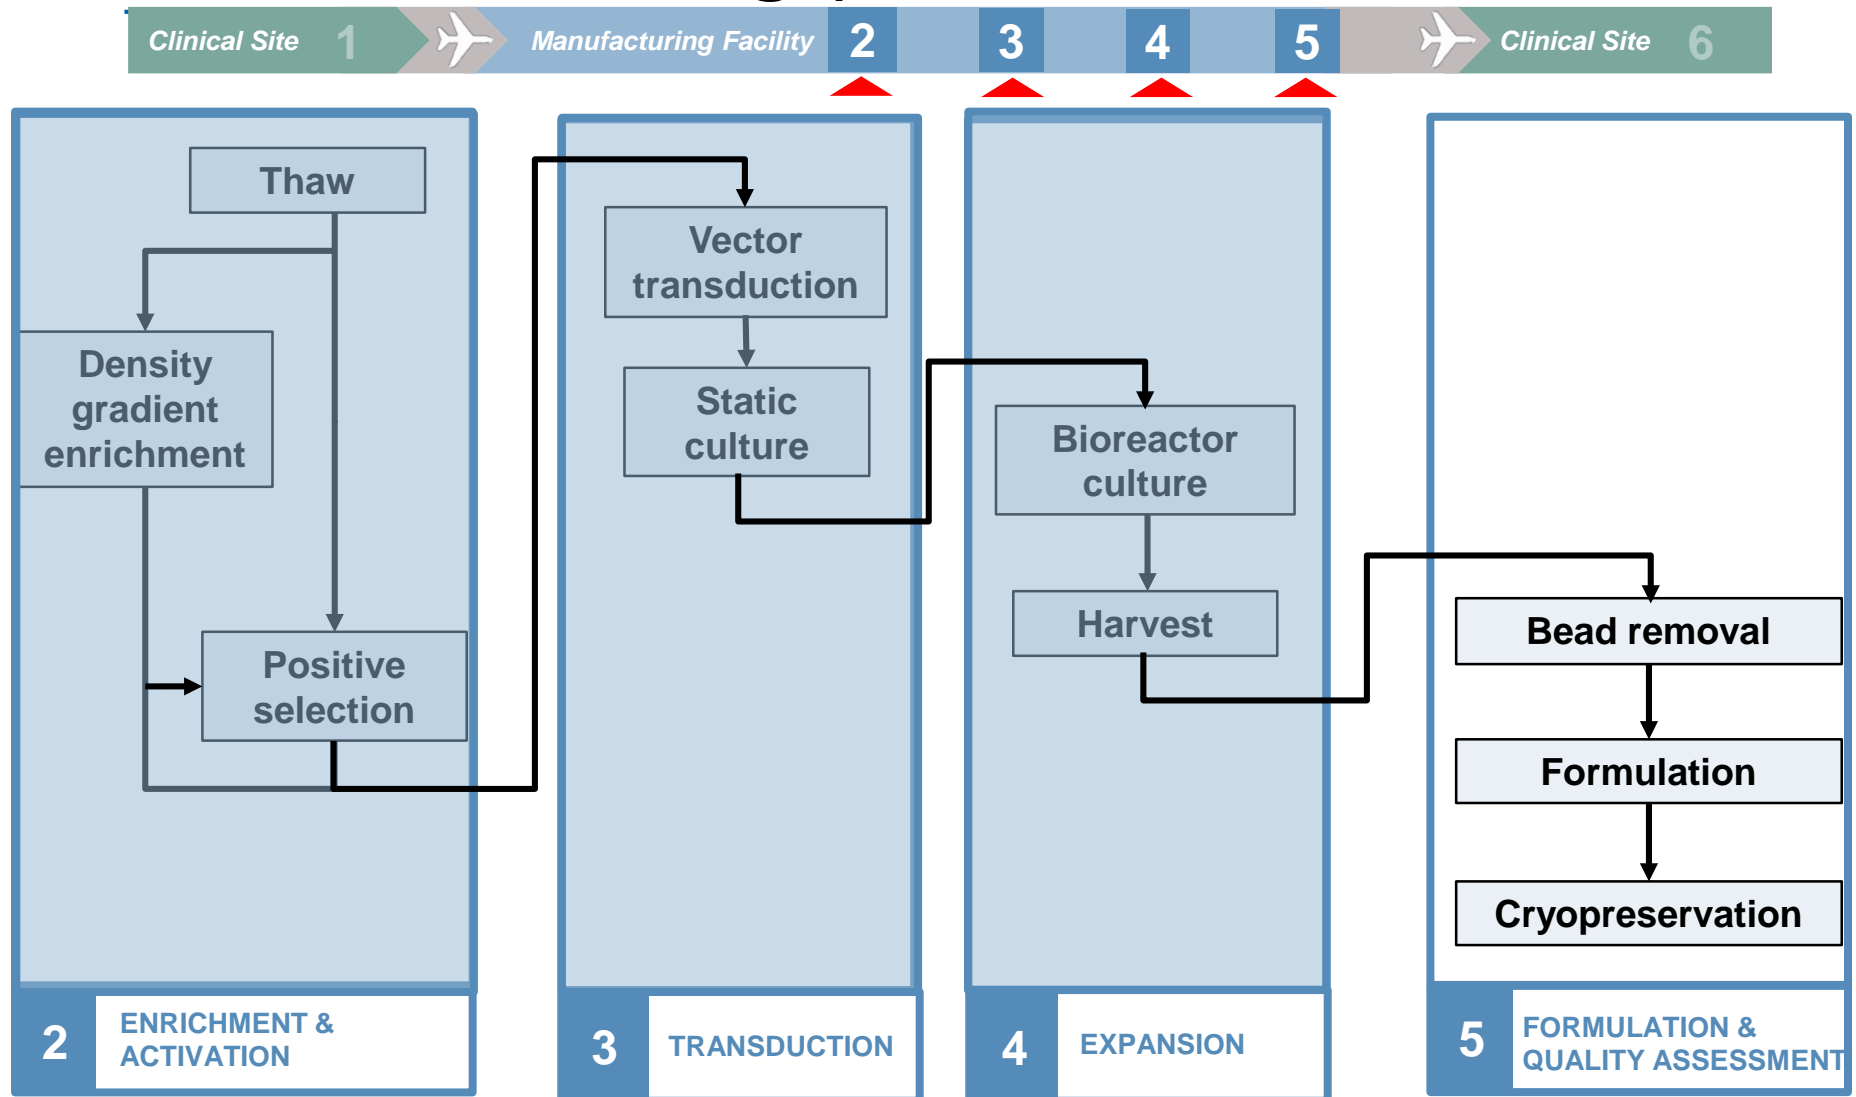 Clinical Site 1 Manufacturing Facility 2 3 4 5 Clinical Site 6
Thaw
Density
gradient
enrichment
Positive
selection
2
ENRICHMENT &
ACTIVATION
Vector
transduction
Static
culture
3
TRANSDUCTION
Bioreactor
culture
Harvest
4
EXPANSION
Bead removal
Formulation
Cryopreservation
5
FORMULATION &
QUALITY ASSESSMENT